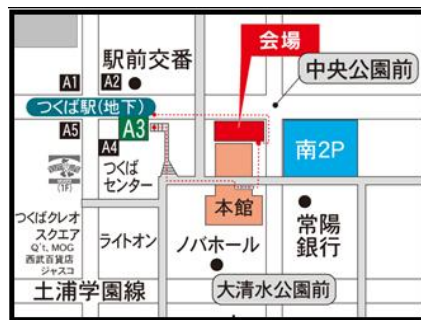 会場
駅前交番
中央公園前
A1
A2
つくば駅(地下)
A3
A5
A4
南2P
(1F)
つくば
センター
本館
つくばクレオ
スクエア
Q't. MOG
西武百貨店
ジャスコ
ライトオン
ノバホール
常陽
銀行
土浦学園線
大清水公園前